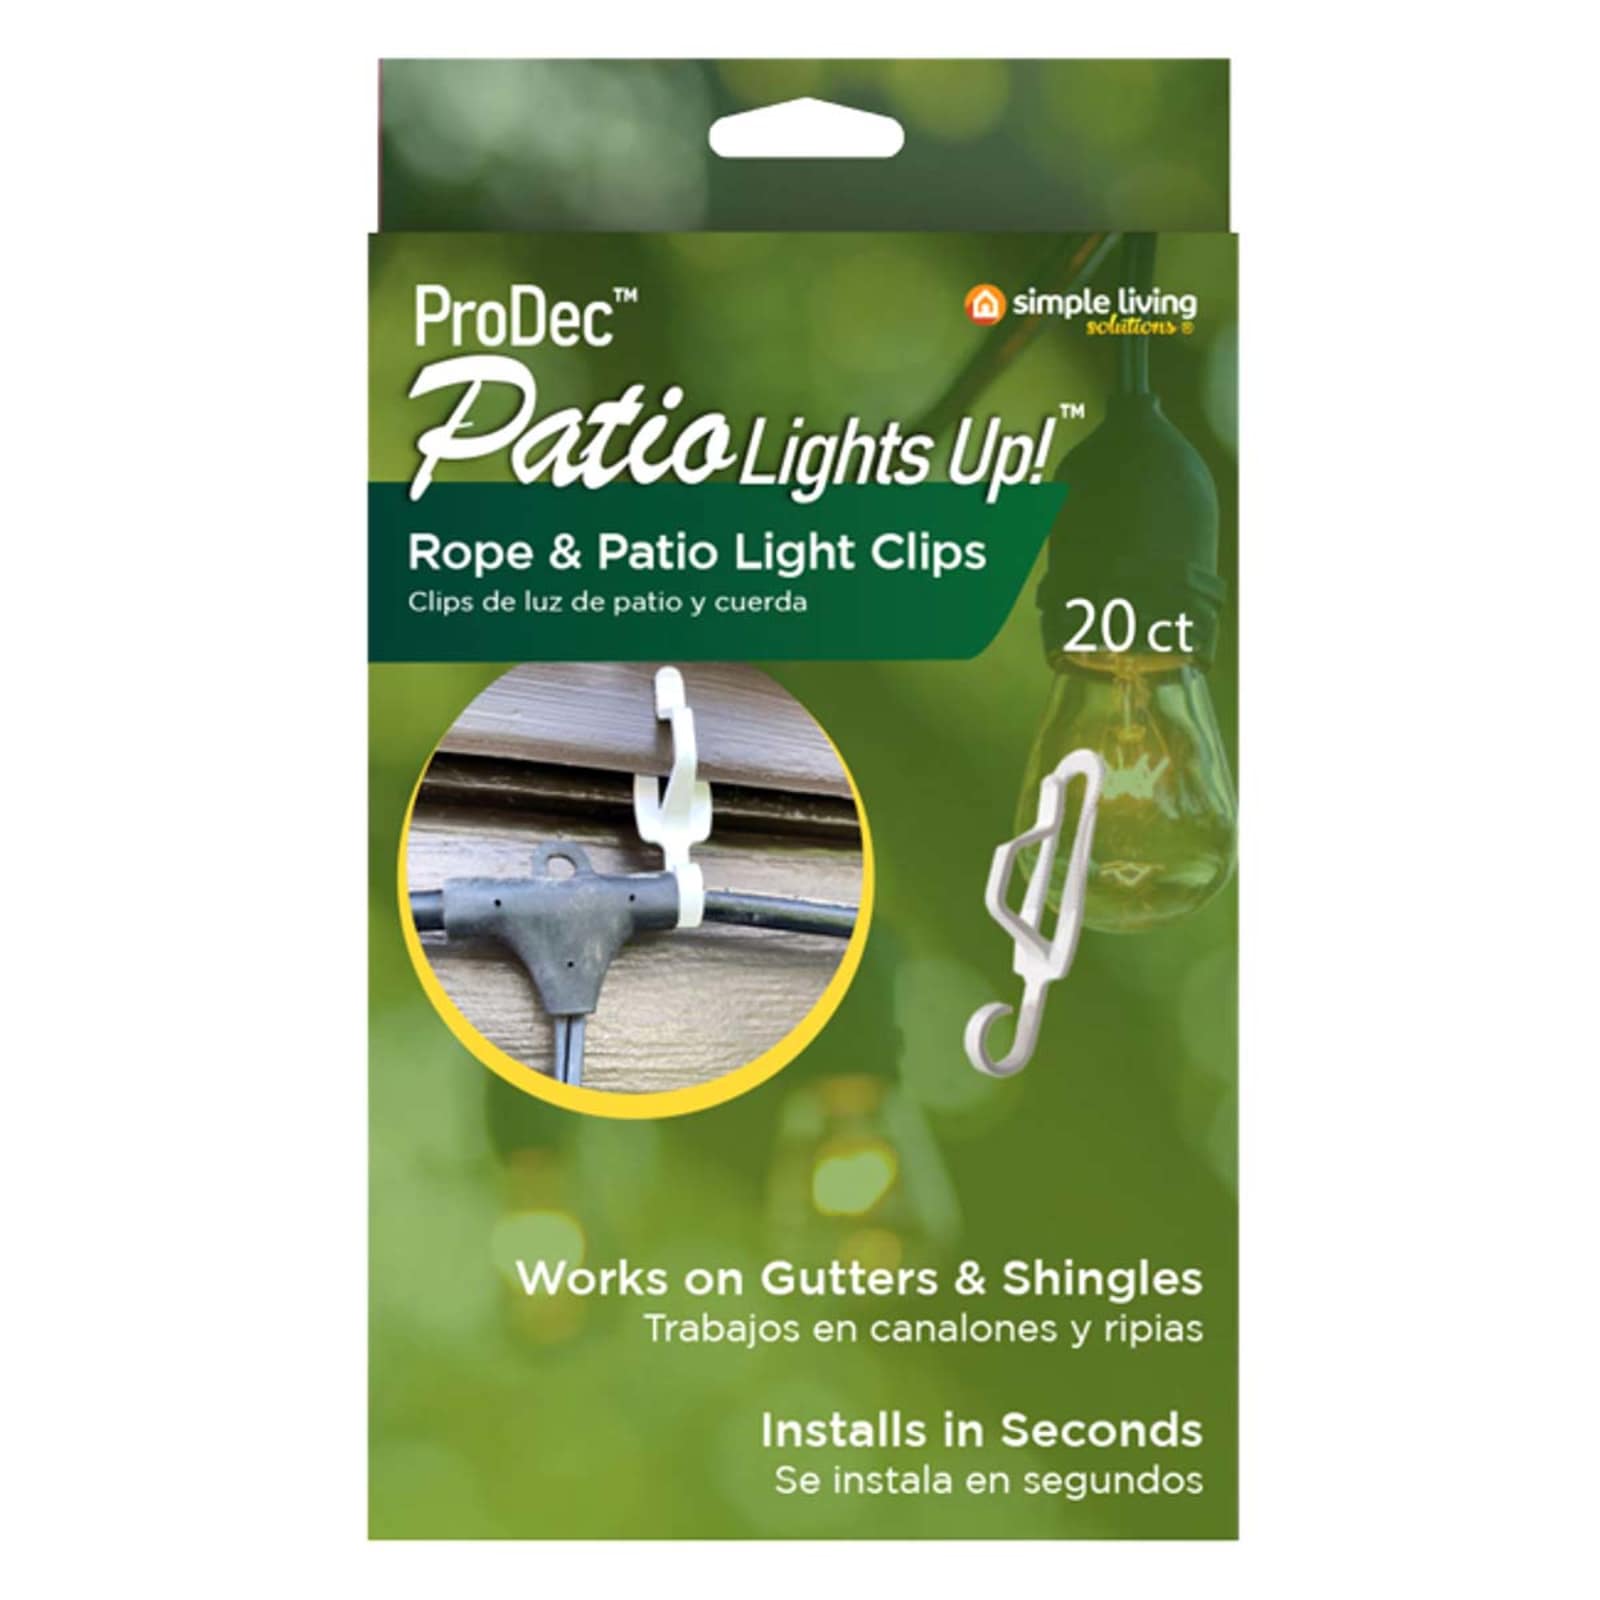 ProDec™
simple living
solutions ®
Patio Lights Up!™
Rope & Patio Light Clips
Clips de luz de patio y cuerda
20 ct
Works on Gutters & Shingles
Trabajos en canalones y ripias
Installs in Seconds
Se instala en segundos